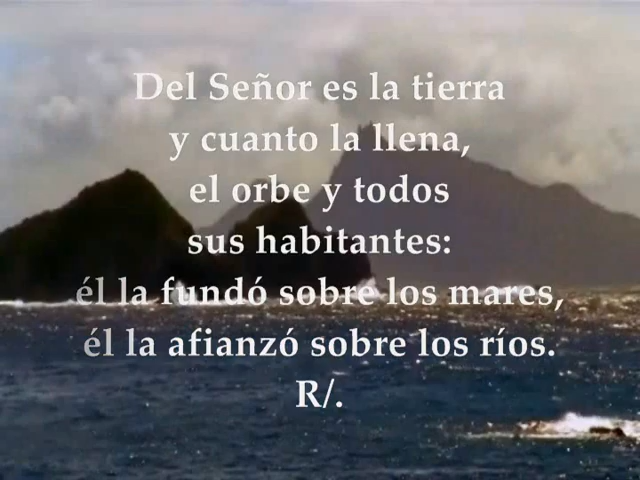 Del Señor es la tierra
y cuanto la llena,
el orbe y todos
sus habitantes:
él la fundó sobre los mares,
él la afianzó sobre los ríos.
R/.